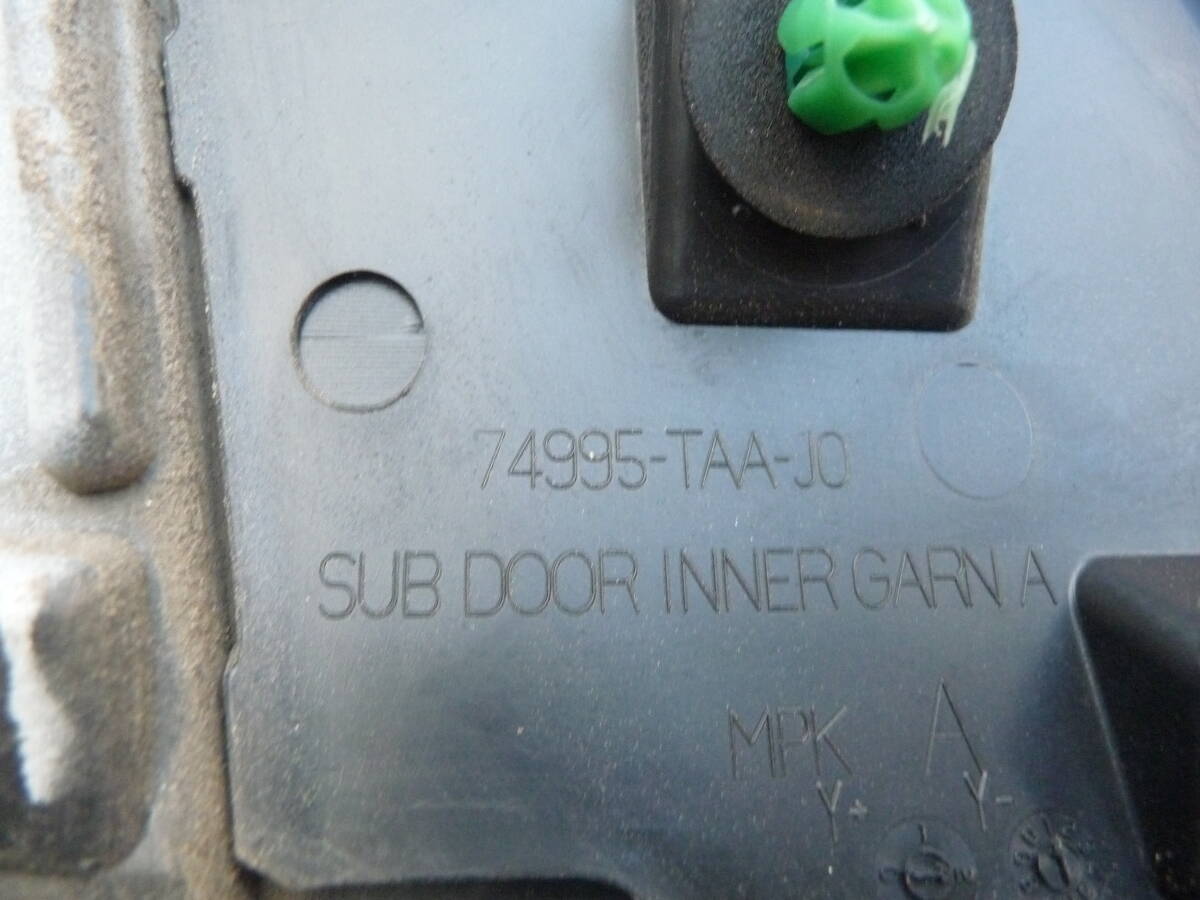 74995-TAA-J0
SUB DOOR INNER GARN A
MPK A
Y+ Y-